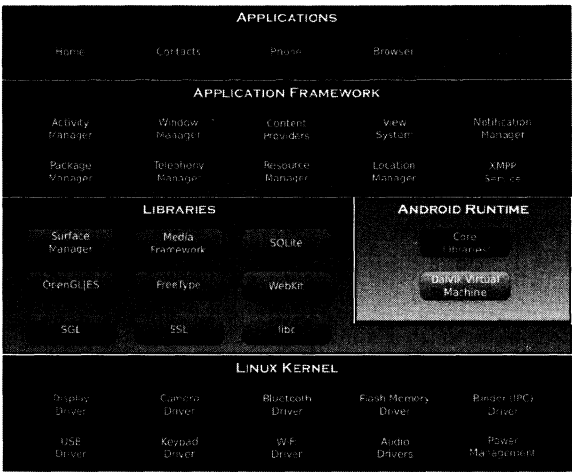 APPLICATIONS
Home Contacts Phone Browser
APPLICATION FRAMEWORK
Activity Manager
Window Manager
Content Providers
View System
Notification Manager
Package Manager
Telephony Manager
Resource Manager
Location Manager
XMPP Service
LIBRARIES
Surface Manager
Media Framework
SQLite
OpenGL|ES
FreeType
WebKit
SGL
SSL
libc
ANDROID RUNTIME
Core Libraries
Dalvik Virtual Machine
LINUX KERNEL
Display Driver
Camera Driver
Bluetooth Driver
Flash Memory Driver
Binder (IPC) Driver
USB Driver
Keypad Driver
WiFi Driver
Audio Drivers
Power Management